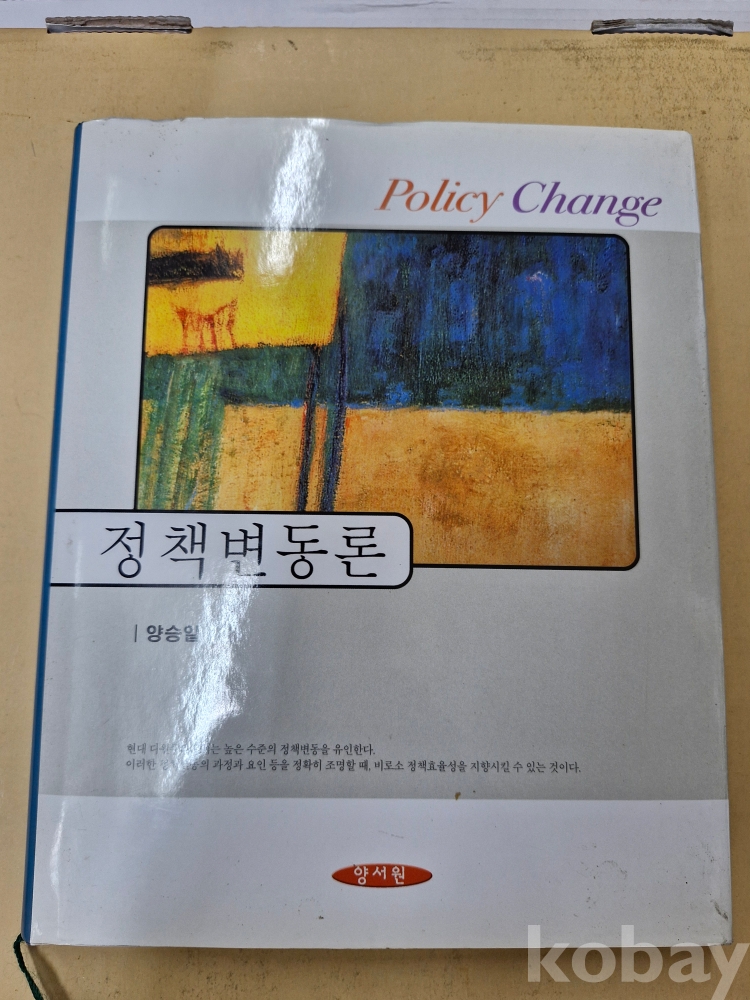 Policy Change
정책변동론
양승일
현대 는 높은 수준의 정책변동을 유인한다.
이러한 과정과 요인 등을 정확히 조명할 때, 비로소 정책효율성을 지향시킬 수 있는 것이다.
양서원
kobay